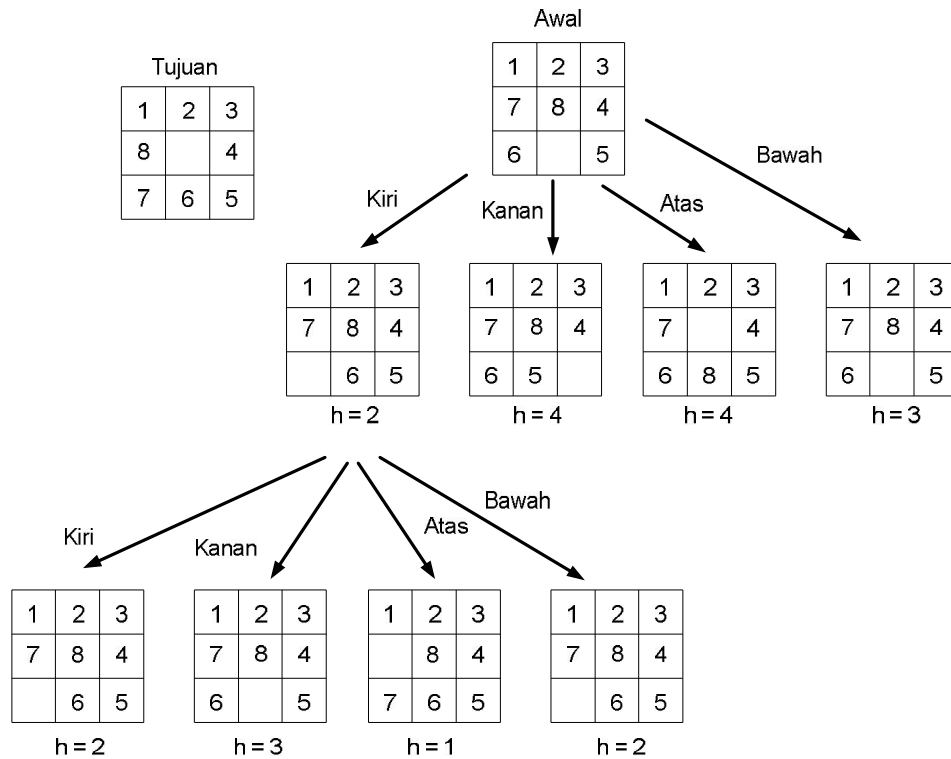 Awal
1 2 3
7 8 4
6 5
Tujuan
1 2 3
8 4
7 6 5
Kiri
Kanan
Atas
Bawah
1 2 3
7 8 4
6 5
h = 2
1 2 3
7 8 4
6 5
h = 4
1 2 3
7 4
6 8 5
h = 4
1 2 3
7 8 4
6 5
h = 3
Kiri
Kanan
Atas
Bawah
1 2 3
7 8 4
6 5
h = 2
1 2 3
7 8 4
6 5
h = 3
1 2 3
8 4
7 6 5
h = 1
1 2 3
7 8 4
6 5
h = 2